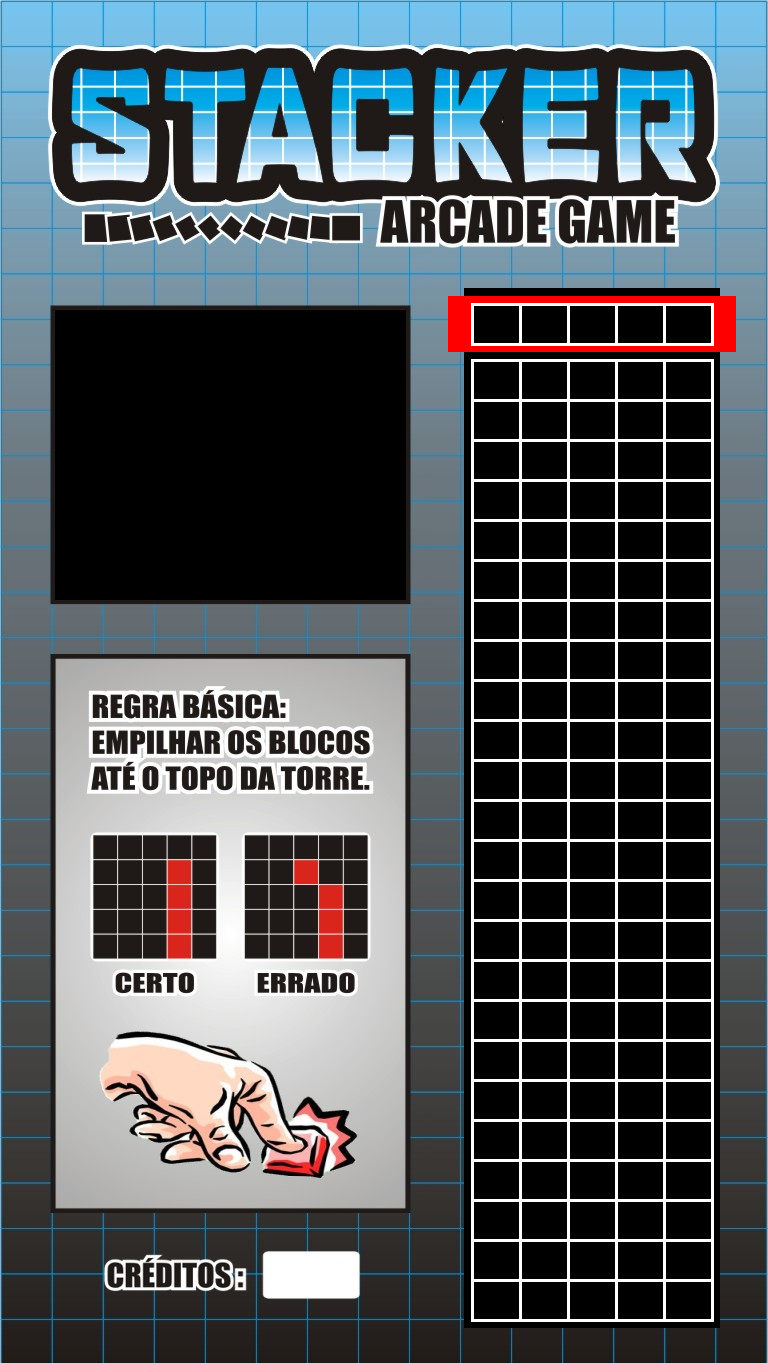 STACKER
ARCADE GAME
REGRA BÁSICA:
EMPILHAR OS BLOCOS
ATÉ O TOPO DA TORRE.
CERTO ERRADO
CRÉDITOS: